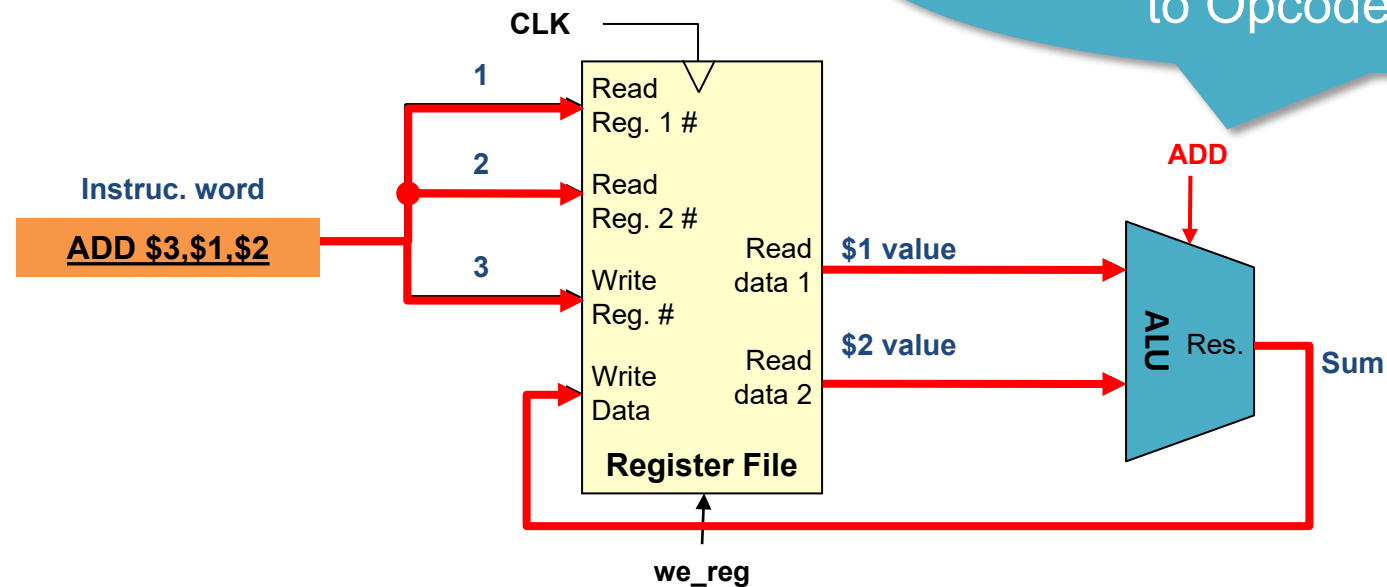 to Opcode
CLK
1
Read
Reg. 1 #
2
Read
Reg. 2 #
ADD
Instruc. word
ADD $3,$1,$2
3
Write
Reg. #
Read
data 1
$1 value
ALU
Res.
Sum
Write
Data
Read
data 2
$2 value
Register File
we_reg